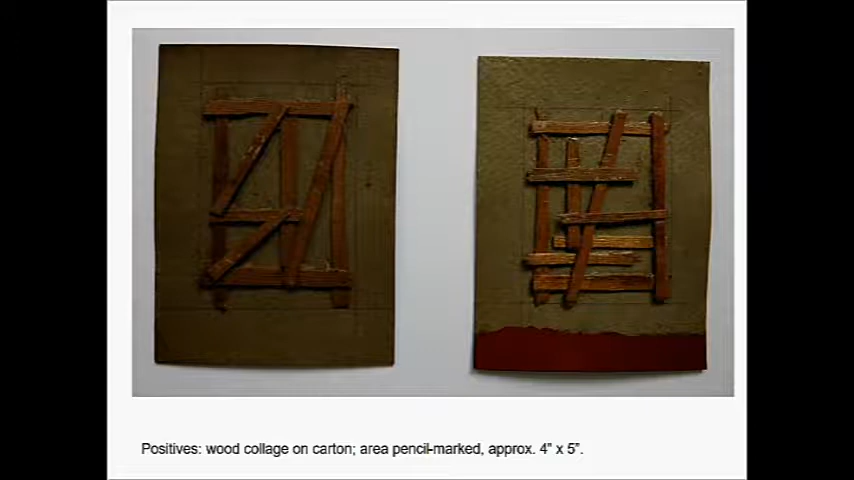 Positives: wood collage on carton; area pencil-marked, approx. 4" x 5".